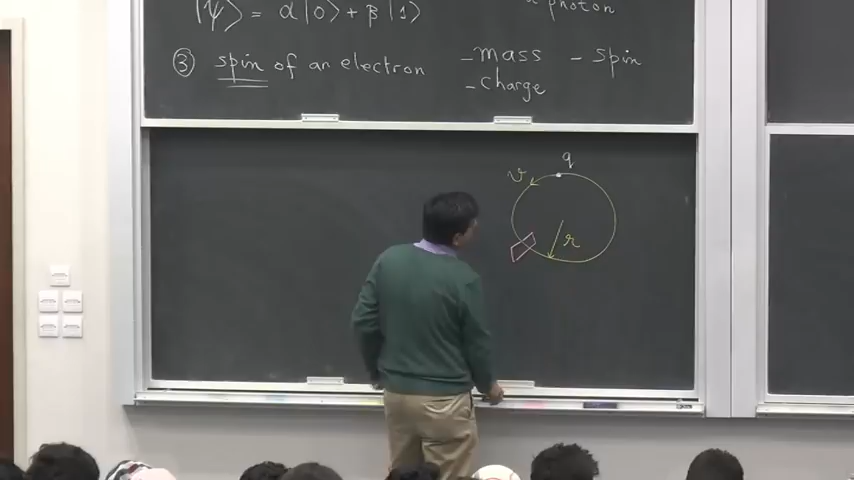 |ψ⟩ = α|0⟩ + β|1⟩
a photon
③ spin of an electron - mass - spin
- charge
q
v
r